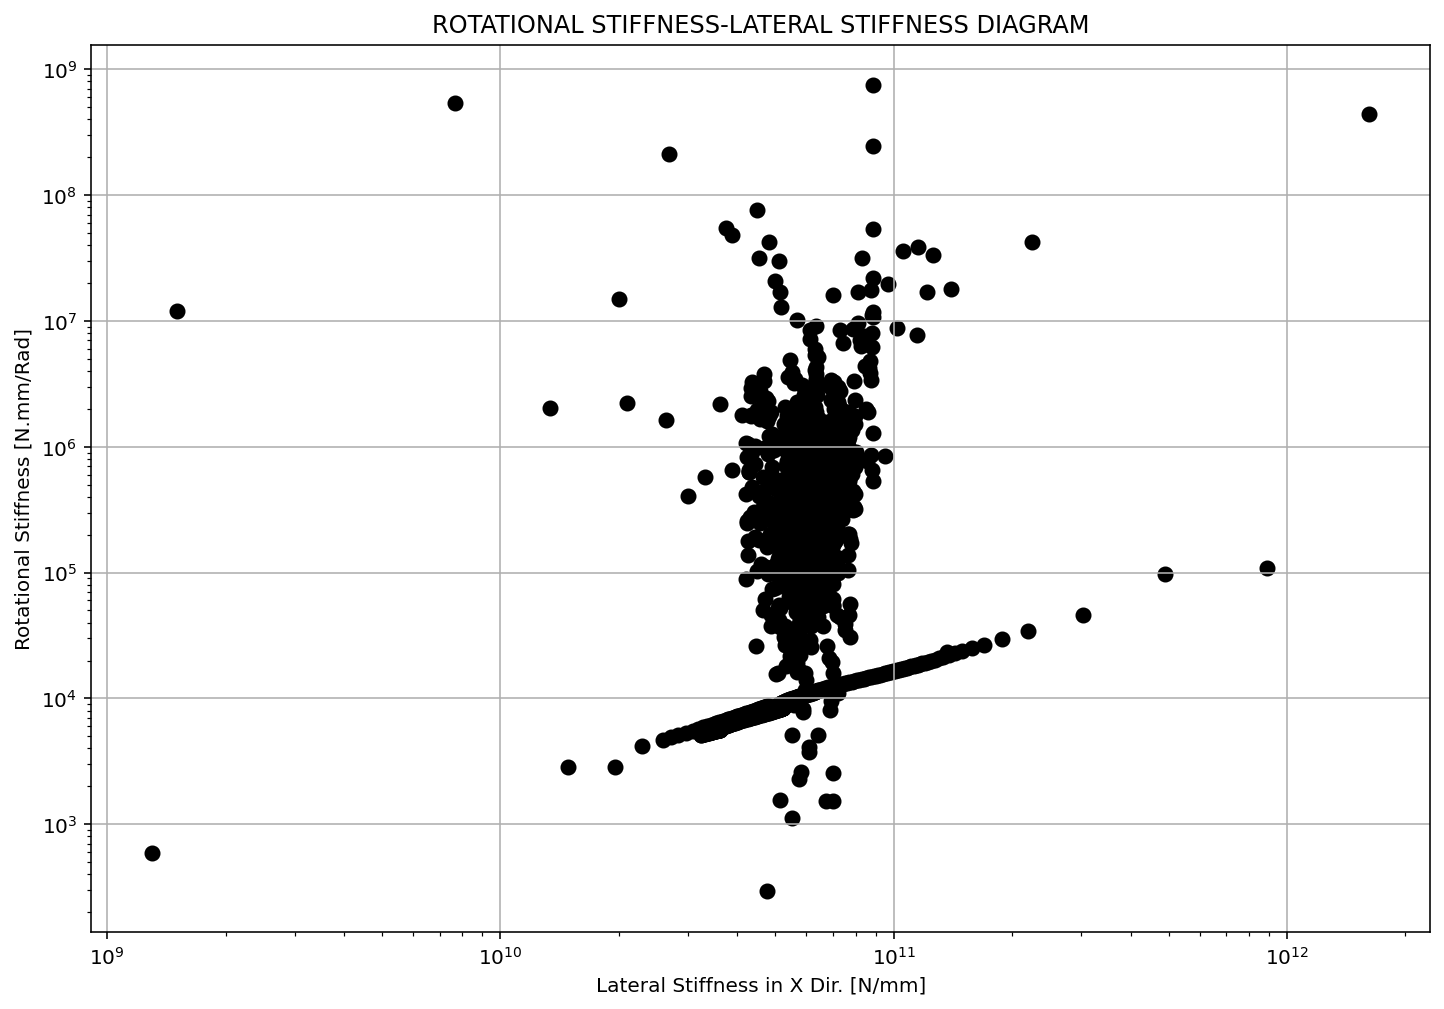 ROTATIONAL STIFFNESS-LATERAL STIFFNESS DIAGRAM
Rotational Stiffness [N.mm/Rad]
10⁹
10⁸
10⁷
10⁶
10⁵
10⁴
10³
10⁹ 10¹⁰ 10¹¹ 10¹²
Lateral Stiffness in X Dir. [N/mm]